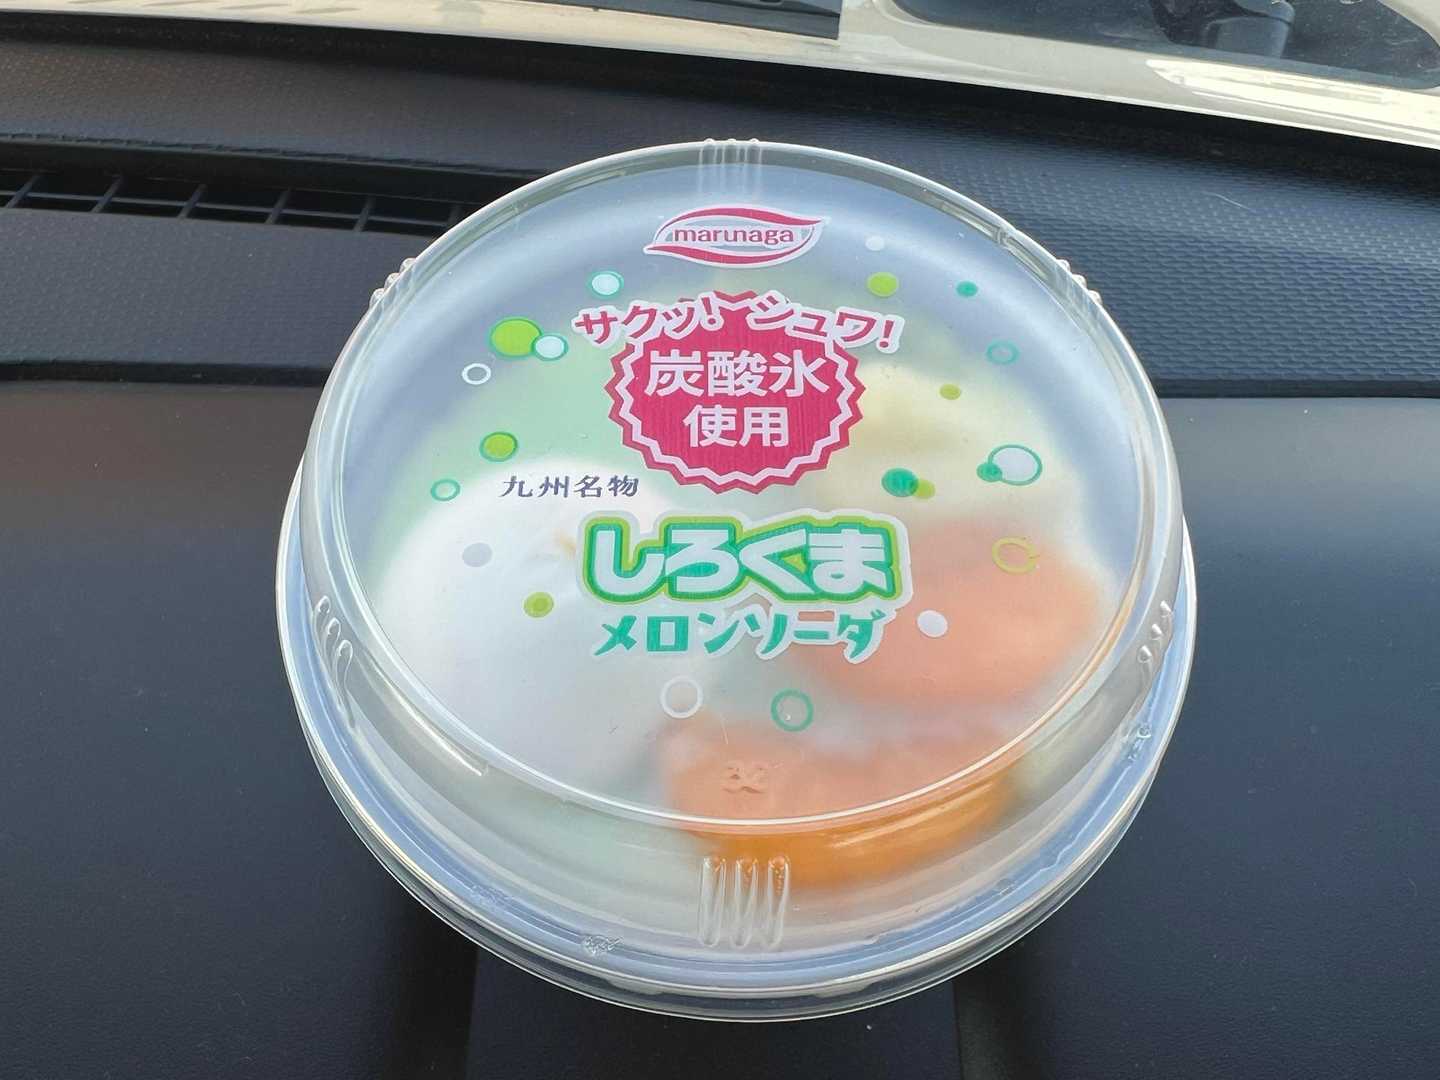 marunaga
サクッ! シュワ!
炭酸氷
使用
九州名物
しろくま
メロンソーダ